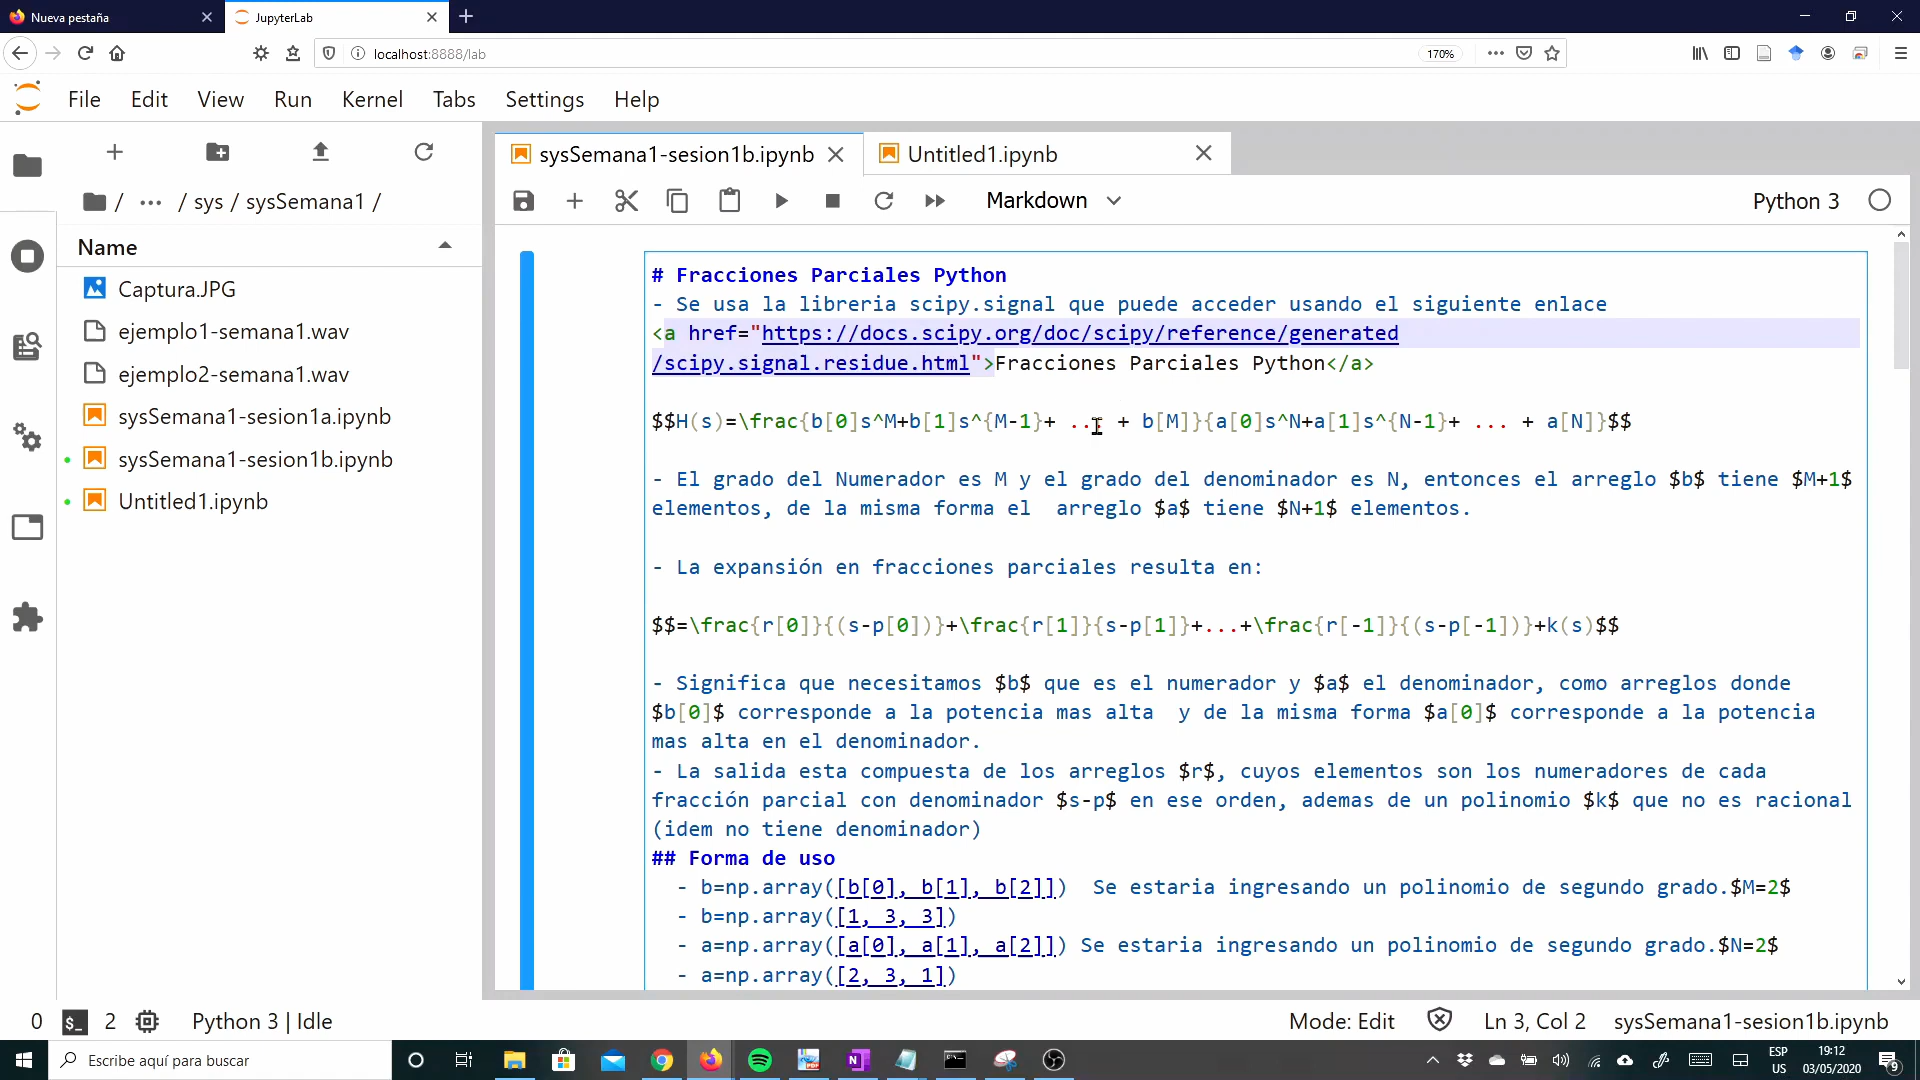 Nueva pestaña
JupyterLab
localhost:8888/lab
170%
File Edit View Run Kernel Tabs Settings Help
/ ... / sys / sysSemana1 /
Name
Captura.JPG
ejemplo1-semana1.wav
ejemplo2-semana1.wav
sysSemana1-sesion1a.ipynb
sysSemana1-sesion1b.ipynb
Untitled1.ipynb
sysSemana1-sesion1b.ipynb
Untitled1.ipynb
Markdown
Python 3
# Fracciones Parciales Python
- Se usa la libreria scipy.signal que puede acceder usando el siguiente enlace
<a href="https://docs.scipy.org/doc/scipy/reference/generated
/scipy.signal.residue.html">Fracciones Parciales Python</a>
$$H(s)=\frac{b[0]s^M+b[1]s^{M-1}+ ... + b[M]}{a[0]s^N+a[1]s^{N-1}+ ... + a[N]}$$
- El grado del Numerador es M y el grado del denominador es N, entonces el arreglo $b$ tiene $M+1$
elementos, de la misma forma el  arreglo $a$ tiene $N+1$ elementos.
- La expansión en fracciones parciales resulta en:
$$=\frac{r[0]}{(s-p[0])}+\frac{r[1]}{s-p[1]}+...+\frac{r[-1]}{(s-p[-1])}+k(s)$$
- Significa que necesitamos $b$ que es el numerador y $a$ el denominador, como arreglos donde
$b[0]$ corresponde a la potencia mas alta  y de la misma forma $a[0]$ corresponde a la potencia
mas alta en el denominador.
- La salida esta compuesta de los arreglos $r$, cuyos elementos son los numeradores de cada
fracción parcial con denominador $s-p$ en ese orden, ademas de un polinomio $k$ que no es racional
(idem no tiene denominador)
## Forma de uso
- b=np.array([b[0], b[1], b[2]])  Se estaria ingresando un polinomio de segundo grado.$M=2$
- b=np.array([1, 3, 3])
- a=np.array([a[0], a[1], a[2]]) Se estaria ingresando un polinomio de segundo grado.$N=2$
- a=np.array([2, 3, 1])
0 $_ 2 Python 3 | Idle
Mode: Edit
Ln 3, Col 2
sysSemana1-sesion1b.ipynb
Escribe aquí para buscar
ESP
US
19:12
03/05/2020
9